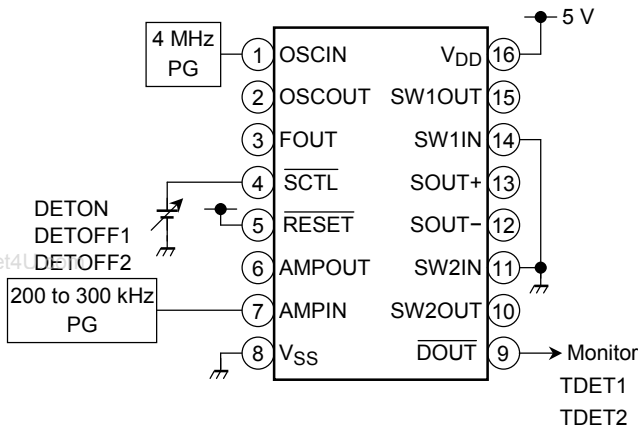 4 MHz
PG
5 V
1 OSCIN
2 OSCOUT
3 FOUT
4 SCTL
5 RESET
6 AMPOUT
7 AMPIN
8 VSS
VDD 16
SW1OUT 15
SW1IN 14
SOUT+ 13
SOUT− 12
SW2IN 11
SW2OUT 10
DOUT 9
DETON
DETOFF1
DETOFF2
200 to 300 kHz
PG
Monitor
TDET1
TDET2